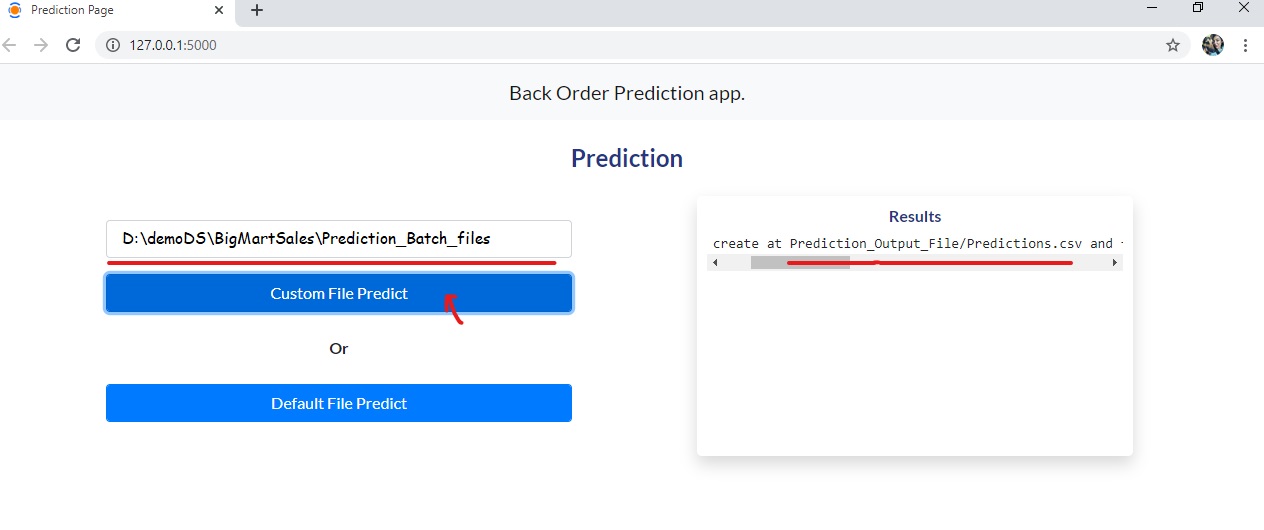 Prediction Page
127.0.0.1:5000
Back Order Prediction app.
Prediction
D:\demoDS\BigMartSales\Prediction_Batch_files
Custom File Predict
Or
Default File Predict
Results
create at Prediction_Output_File/Predictions.csv and